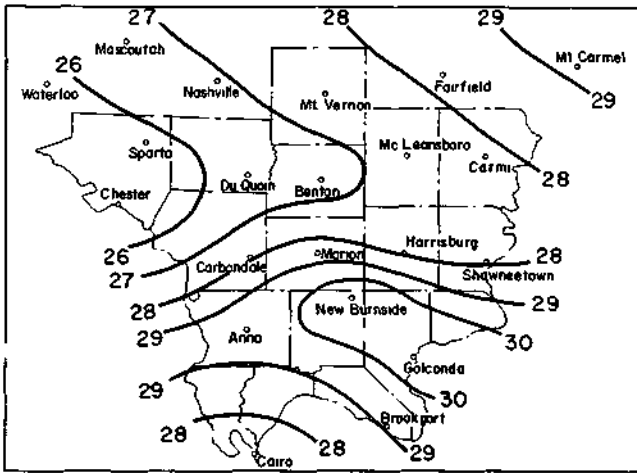 27
28
29
Mascoutah
Mt Carmel
26
Fairfield
Waterloo
Nashville
Mt. Vernon
29
Sparta
Mc Leansboro
Carmi
Du Quoin
Benton
28
Chester
26
Harrisburg
27
Carbondale
Marion
28
Shawneetown
28
New Burnside
29
29
Anna
30
Golconda
29
30
28
28
Brookport
29
Cairo